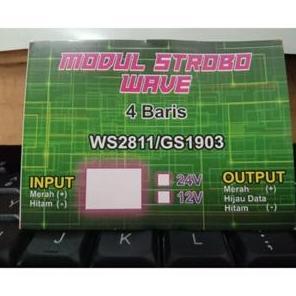 MODUL STROBO
WAVE
4 Baris
WS2811/GS1903
INPUT
Merah (+)
Hitam (-)
24V
12V
OUTPUT
Merah (+)
Hijau Data
Hitam (-)
J
K
L